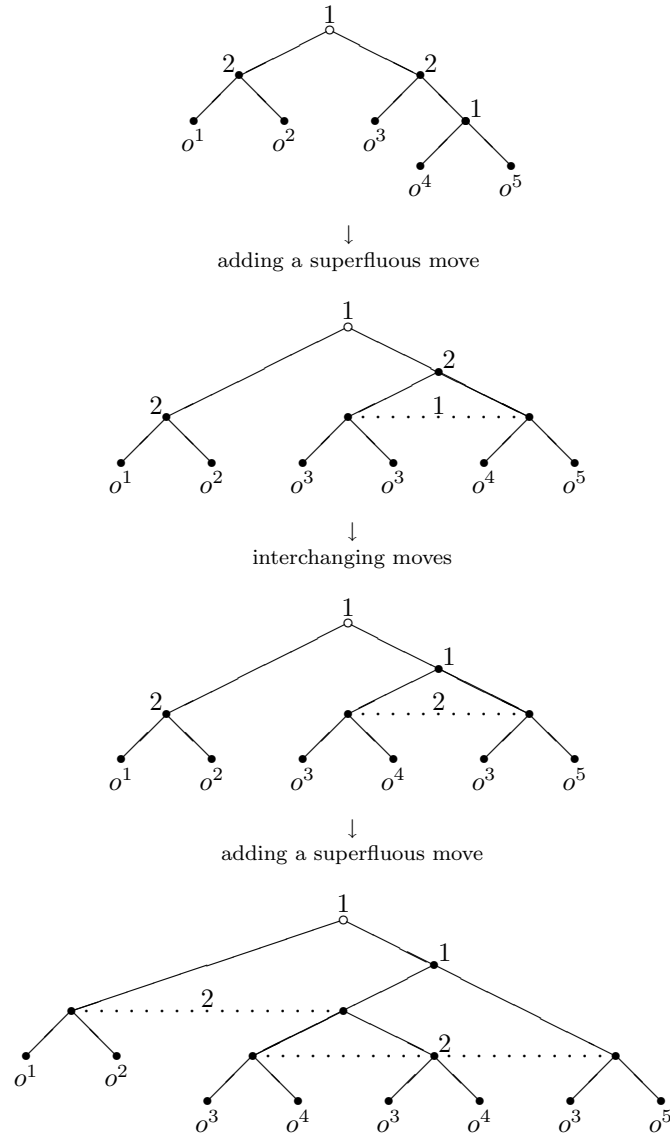 1
2 2
1
o¹ o² o³
o⁴ o⁵
↓
adding a superfluous move
1
2
2 1
o¹ o² o³ o³ o⁴ o⁵
↓
interchanging moves
1
1
2 2
o¹ o² o³ o⁴ o³ o⁵
↓
adding a superfluous move
1
1
2
o¹ o² 2
o³ o⁴ o³ o⁴ o³ o⁵